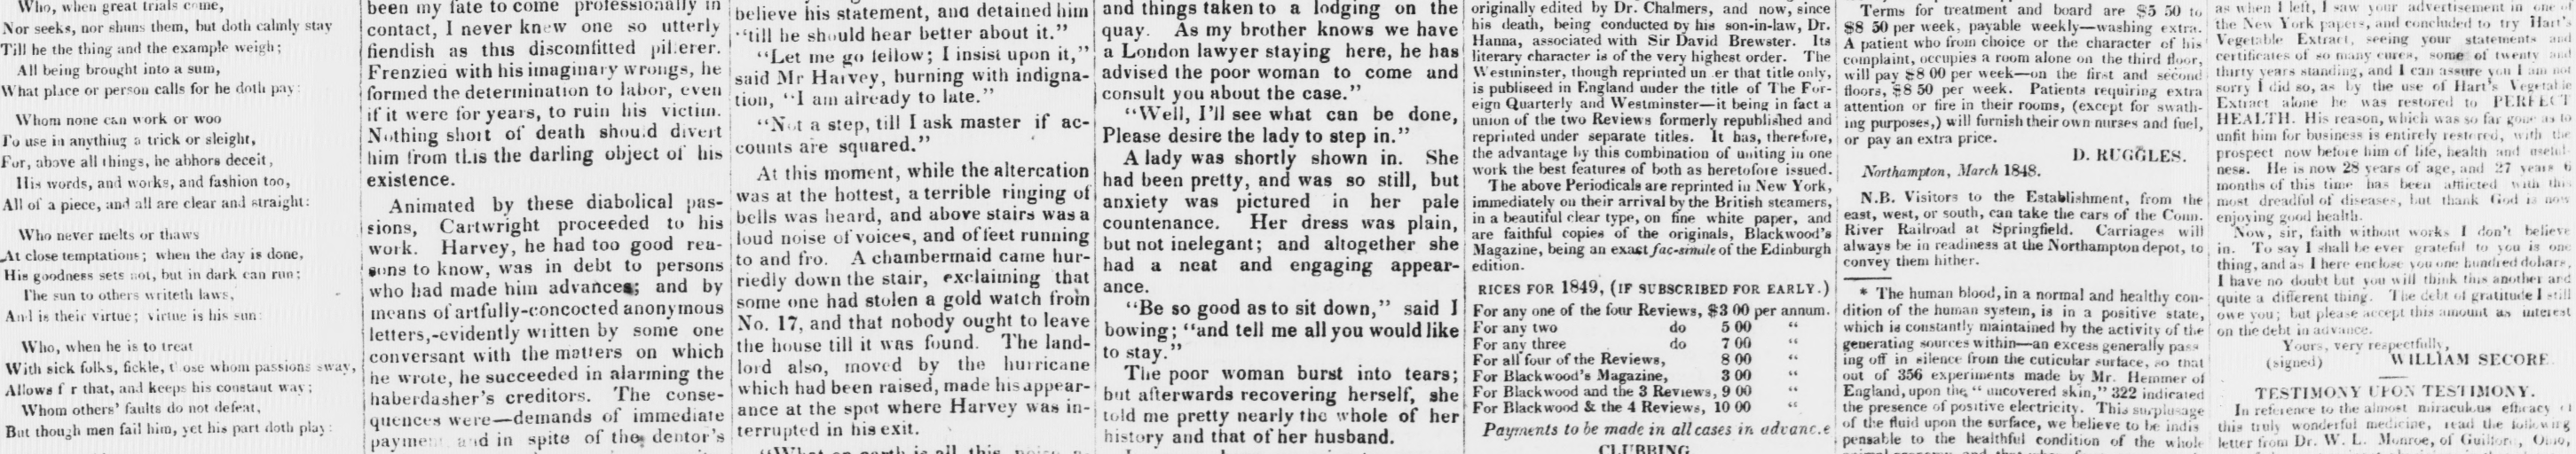 Who, when great trials come,
Nor seeks, nor shuns them, but doth calmly stay
Till he the thing and the example weigh;
All being brought into a sum,
What place or person calls for he doth pay:
Whom none can work or woo
To use in anything a trick or sleight,
For, above all things, he abhors deceit,
His words, and works, and fashion too,
All of a piece, and all are clear and straight:
Who never melts or thaws
At close temptations; when the day is done,
His goodness sets not, but in dark can run;
The sun to others writeth laws,
And is their virtue; virtue is his sun:
Who, when he is to treat
With sick folks, fickle, those whom passions sway,
Allows f r that, and keeps his constant way;
Whom others' faults do not defeat,
But though men fail him, yet his part doth play:
been my fate to come professionally in
contact, I never knew one so utterly
fiendish as this discomfitted pilferer.
Frenzied with his imaginary wrongs, he
formed the determination to labor, even
if it were for years, to ruin his victim.
Nothing short of death should divert
him from this the darling object of his
existence.
Animated by these diabolical pas-
sions, Cartwright proceeded to his
work. Harvey, he had too good rea-
sons to know, was in debt to persons
who had made him advances; and by
means of artfully-concocted anonymous
letters,-evidently written by some one
conversant with the matters on which
he wrote, he succeeded in alarming the
haberdasher's creditors. The conse-
quences were—demands of immediate
payment and in spite of the dentor's
believe his statement, and detained him
"till he should hear better about it."
"Let me go fellow; I insist upon it,"
said Mr Harvey, burning with indigna-
tion, "I am already to late."
"Not a step, till I ask master if ac-
counts are squared."
At this moment, while the altercation
was at the hottest, a terrible ringing of
bells was heard, and above stairs was a
loud noise of voices, and of feet running
to and fro. A chambermaid came hur-
riedly down the stair, exclaiming that
some one had stolen a gold watch from
No. 17, and that nobody ought to leave
the house till it was found. The land-
lord also, moved by the hurricane
which had been raised, made his appear-
ance at the spot where Harvey was in-
terrupted in his exit.
"What on earth is all this
and things taken to a lodging on the
quay. As my brother knows we have
a London lawyer staying here, he has
advised the poor woman to come and
consult you about the case."
"Well, I'll see what can be done,
Please desire the lady to step in."
A lady was shortly shown in. She
had been pretty, and was so still, but
anxiety was pictured in her pale
countenance. Her dress was plain,
but not inelegant; and altogether she
had a neat and engaging appear-
ance.
"Be so good as to sit down," said I
bowing; "and tell me all you would like
to stay."
The poor woman burst into tears;
but afterwards recovering herself, she
told me pretty nearly the whole of her
history and that of her husband.
originally edited by Dr. Chalmers, and now, since
his death, being conducted by his son-in-law, Dr.
Hanna, associated with Sir David Brewster. Its
literary character is of the very highest order. The
Westminster, though reprinted un er that title only,
is publiseed in England under the title of The For-
eign Quarterly and Westminster—it being in fact a
union of the two Reviews formerly republished and
reprinted under separate titles. It has, therefore,
the advantage by this combination of uniting in one
work the best features of both as heretofore issued.
The above Periodicals are reprinted in New York,
immediately on their arrival by the British steamers,
in a beautiful clear type, on fine white paper, and
are faithful copies of the originals, Blackwood's
Magazine, being an exact fac-simile of the Edinburgh
edition.
RICES FOR 1849, (IF SUBSCRIBED FOR EARLY.)
For any one of the four Reviews, $3 00 per annum.
For any two do 5 00 "
For any three do 7 00 "
For all four of the Reviews, 8 00 "
For Blackwood's Magazine, 3 00 "
For Blackwood and the 3 Reviews, 9 00 "
For Blackwood & the 4 Reviews, 10 00 "
Payments to be made in all cases in advanc.e
CLUBBING
Terms for treatment and board are $5 50 to
$8 50 per week, payable weekly—washing extra.
A patient who from choice or the character of his
complaint, occupies a room alone on the third floor,
will pay $8 00 per week—on the first and second
floors, $8 50 per week. Patients requiring extra
attention or fire in their rooms, (except for swath-
ing purposes,) will furnish their own nurses and fuel,
or pay an extra price.
D. RUGGLES.
Northampton, March 1848.
N.B. Visitors to the Establishment, from the
east, west, or south, can take the cars of the Conn.
River Railroad at Springfield. Carriages will
always be in readiness at the Northampton depot, to
convey them hither.
* The human blood, in a normal and healthy con-
dition of the human system, is in a positive state,
which is constantly maintained by the activity of the
generating sources within—an excess generally pass
ing off in silence from the cuticular surface, so that
out of 356 experiments made by Mr. Hemmer of
England, upon the "uncovered skin," 322 indicated
the presence of positive electricity. This surplusage
of the fluid upon the surface, we believe to be indis
pensable to the healthful condition of the whole
as when I left, I saw your advertisement in one of
the New York papers, and concluded to try Hart's
Vegetable Extract, seeing your statements and
certificates of so many cures, some of twenty and
thirty years standing, and I can assure you I am not
sorry I did so, as by the use of Hart's Vegetable
Extract alone he was restored to PERFECT
HEALTH. His reason, which was so far gone as to
unfit him for business is entirely restored, with the
prospect now before him of life, health and useful-
ness. He is now 28 years of age, and 27 years 6
months of this time has been afflicted with this
most dreadful of diseases, but thank God is now
enjoying good health.
Now, sir, faith without works I don't believe
in. To say I shall be ever grateful to you is one
thing, and as I here enclose you one hundred dollars,
I have no doubt but you will think this another and
quite a different thing. The debt of gratitude I still
owe you; but please accept this amount as interest
on the debt in advance.
Yours, very respectfully,
(signed) WILLIAM SECORE.
TESTIMONY UPON TESTIMONY.
In reference to the almost miraculous efficacy of
this truly wonderful medicine, read the following
letter from Dr. W. L. Monroe, of Guilford, Ohio,